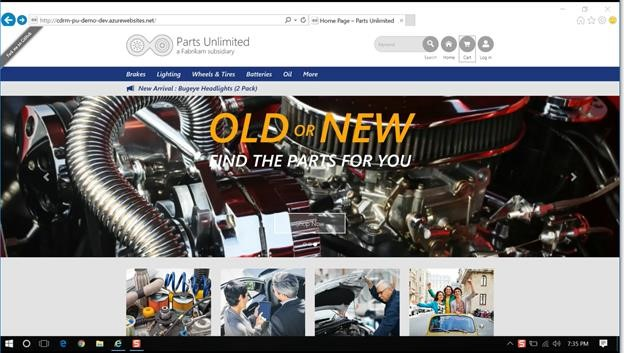 http://cdrm-pu-demo-dev.azurewebsites.net/
Home Page – Parts Unlimited
Fork me on GitHub
Parts Unlimited
a Fabrikam subsidiary
Keyword
Search
Home
Cart
Log in
Brakes
Lighting
Wheels & Tires
Batteries
Oil
More
New Arrival : Bugeye Headlights (2 Pack)
OLD OR NEW
FIND THE PARTS FOR YOU
Shop Now
7:35 PM